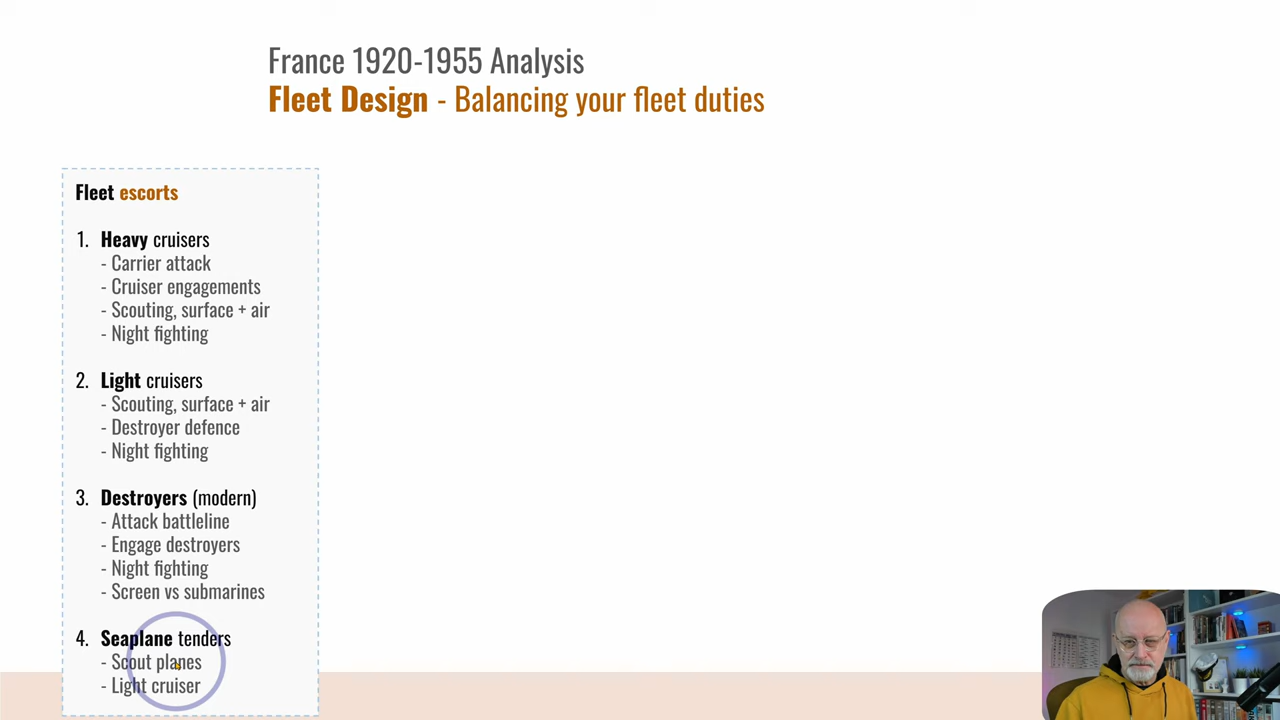 France 1920-1955 Analysis
Fleet Design - Balancing your fleet duties
Fleet escorts
1. Heavy cruisers
- Carrier attack
- Cruiser engagements
- Scouting, surface + air
- Night fighting
2. Light cruisers
- Scouting, surface + air
- Destroyer defence
- Night fighting
3. Destroyers (modern)
- Attack battleline
- Engage destroyers
- Night fighting
- Screen vs submarines
4. Seaplane tenders
- Scout planes
- Light cruiser